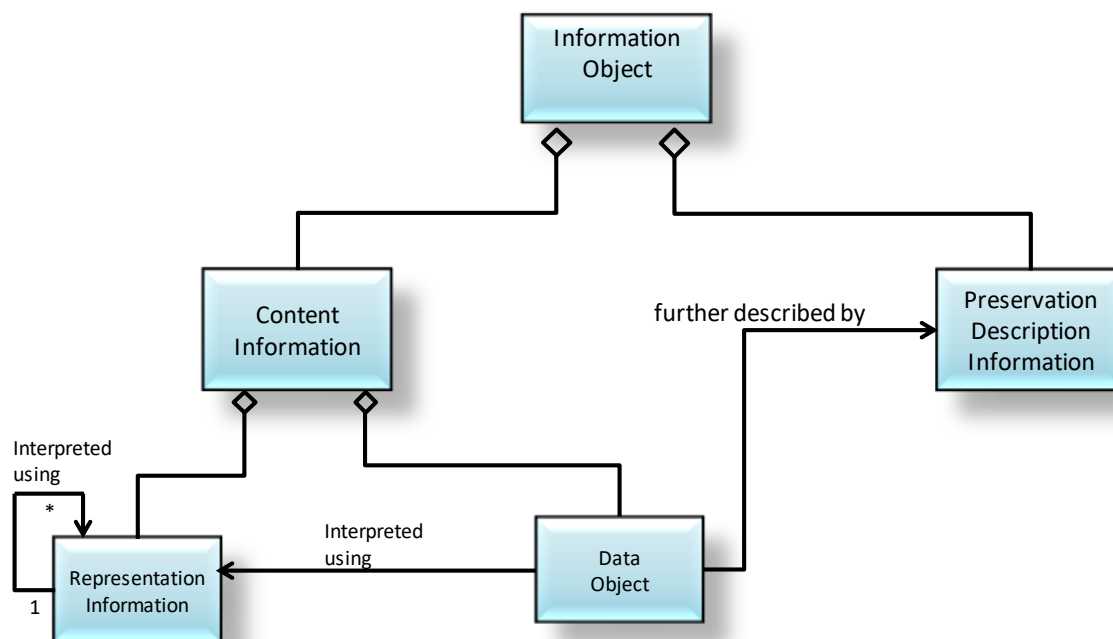 Information
Object
Content
Information
further described by
Preservation
Description
Information
Interpreted
using
*
1
Representation
Information
Interpreted
using
Data
Object